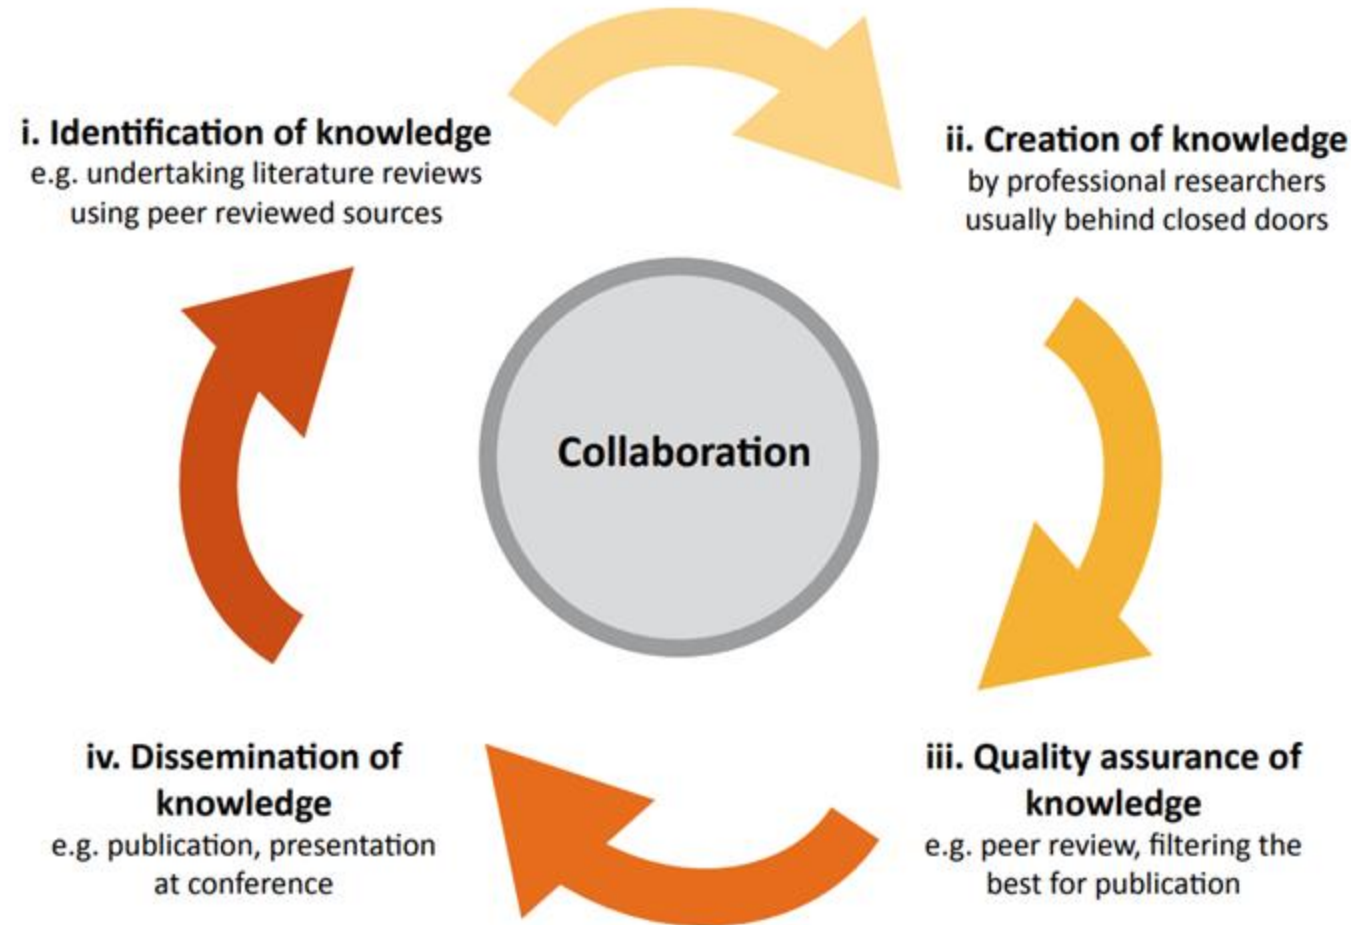 i. Identification of knowledge
e.g. undertaking literature reviews
using peer reviewed sources
ii. Creation of knowledge
by professional researchers
usually behind closed doors
Collaboration
iii. Quality assurance of
knowledge
e.g. peer review, filtering the
best for publication
iv. Dissemination of
knowledge
e.g. publication, presentation
at conference